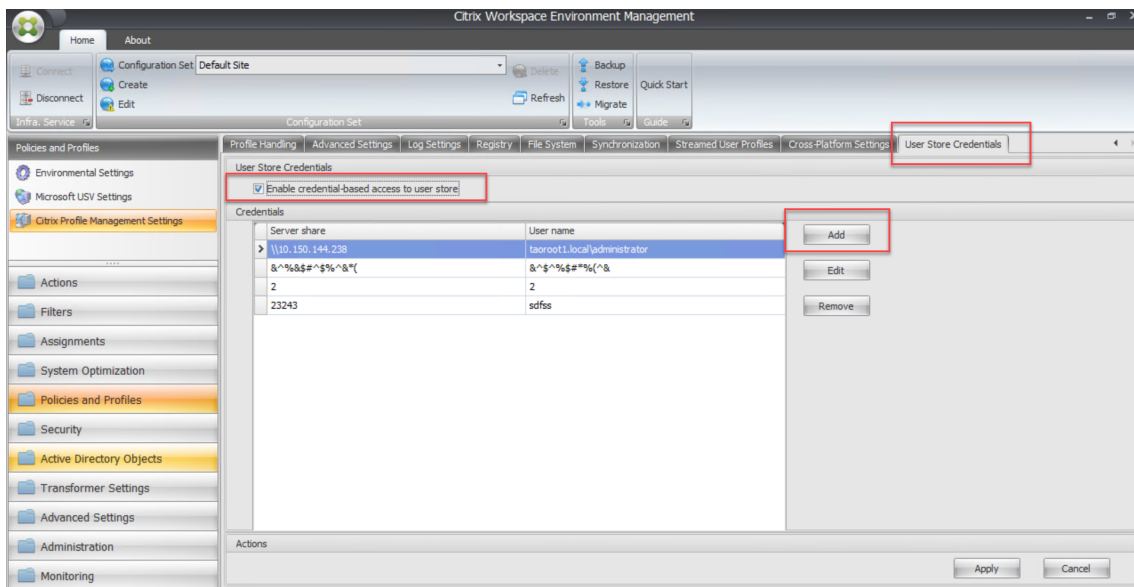 Citrix Workspace Environment Management
Home About
Connect
Disconnect
Infra. Service
Configuration Set Default Site
Create
Edit
Delete
Refresh
Configuration Set
Backup
Restore
Migrate
Tools
Quick Start
Guide
Policies and Profiles
Environmental Settings
Microsoft USV Settings
Citrix Profile Management Settings
Actions
Filters
Assignments
System Optimization
Policies and Profiles
Security
Active Directory Objects
Transformer Settings
Advanced Settings
Administration
Monitoring
Profile Handling Advanced Settings Log Settings Registry File System Synchronization Streamed User Profiles Cross-Platform Settings User Store Credentials
User Store Credentials
Enable credential-based access to user store
Credentials
Server share User name
\\10.150.144.238 taoroot1.local\administrator
&^%&$#^$%^&*( &^$^%$#*%(^&
2 2
23243 sdfss
Add
Edit
Remove
Actions
Apply Cancel